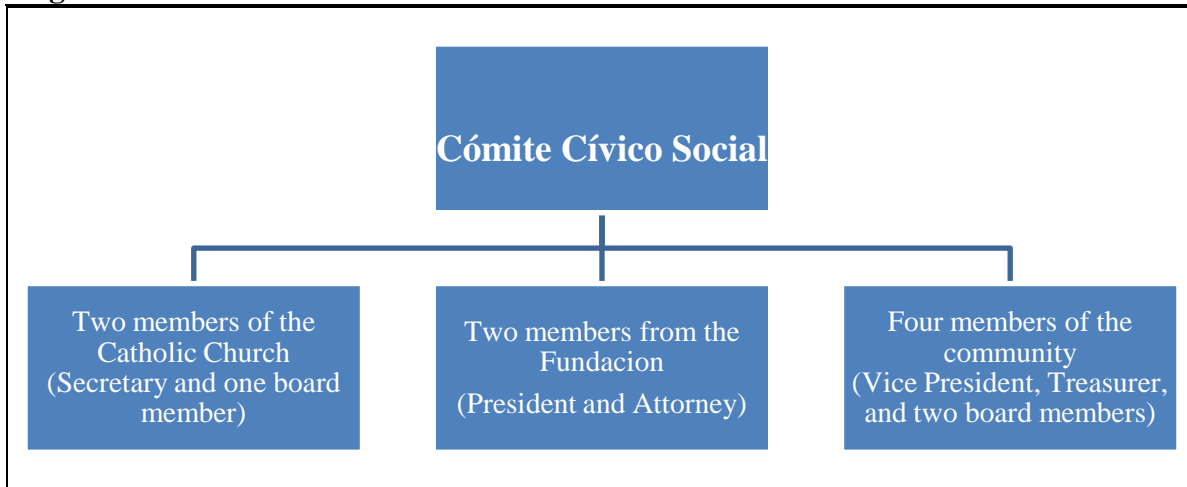 Cómite Cívico Social
Two members of the
Catholic Church
(Secretary and one board
member)
Two members from the
Fundacion
(President and Attorney)
Four members of the
community
(Vice President, Treasurer,
and two board members)